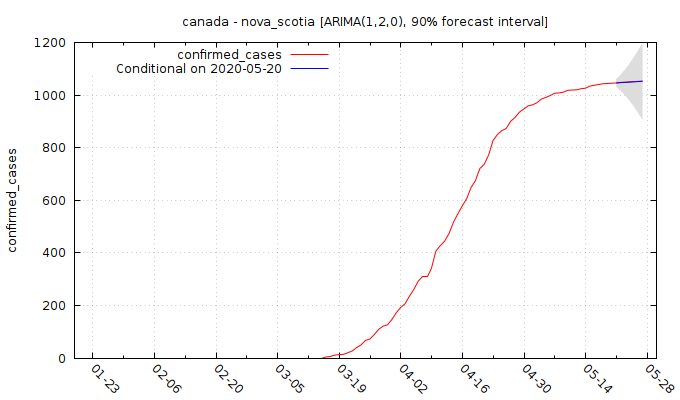 canada - nova_scotia [ARIMA(1,2,0), 90% forecast interval]
confirmed_cases
Conditional on 2020-05-20
confirmed_cases
1200
1000
800
600
400
200
0
01-23 02-06 02-20 03-05 03-19 04-02 04-16 04-30 05-14 05-28